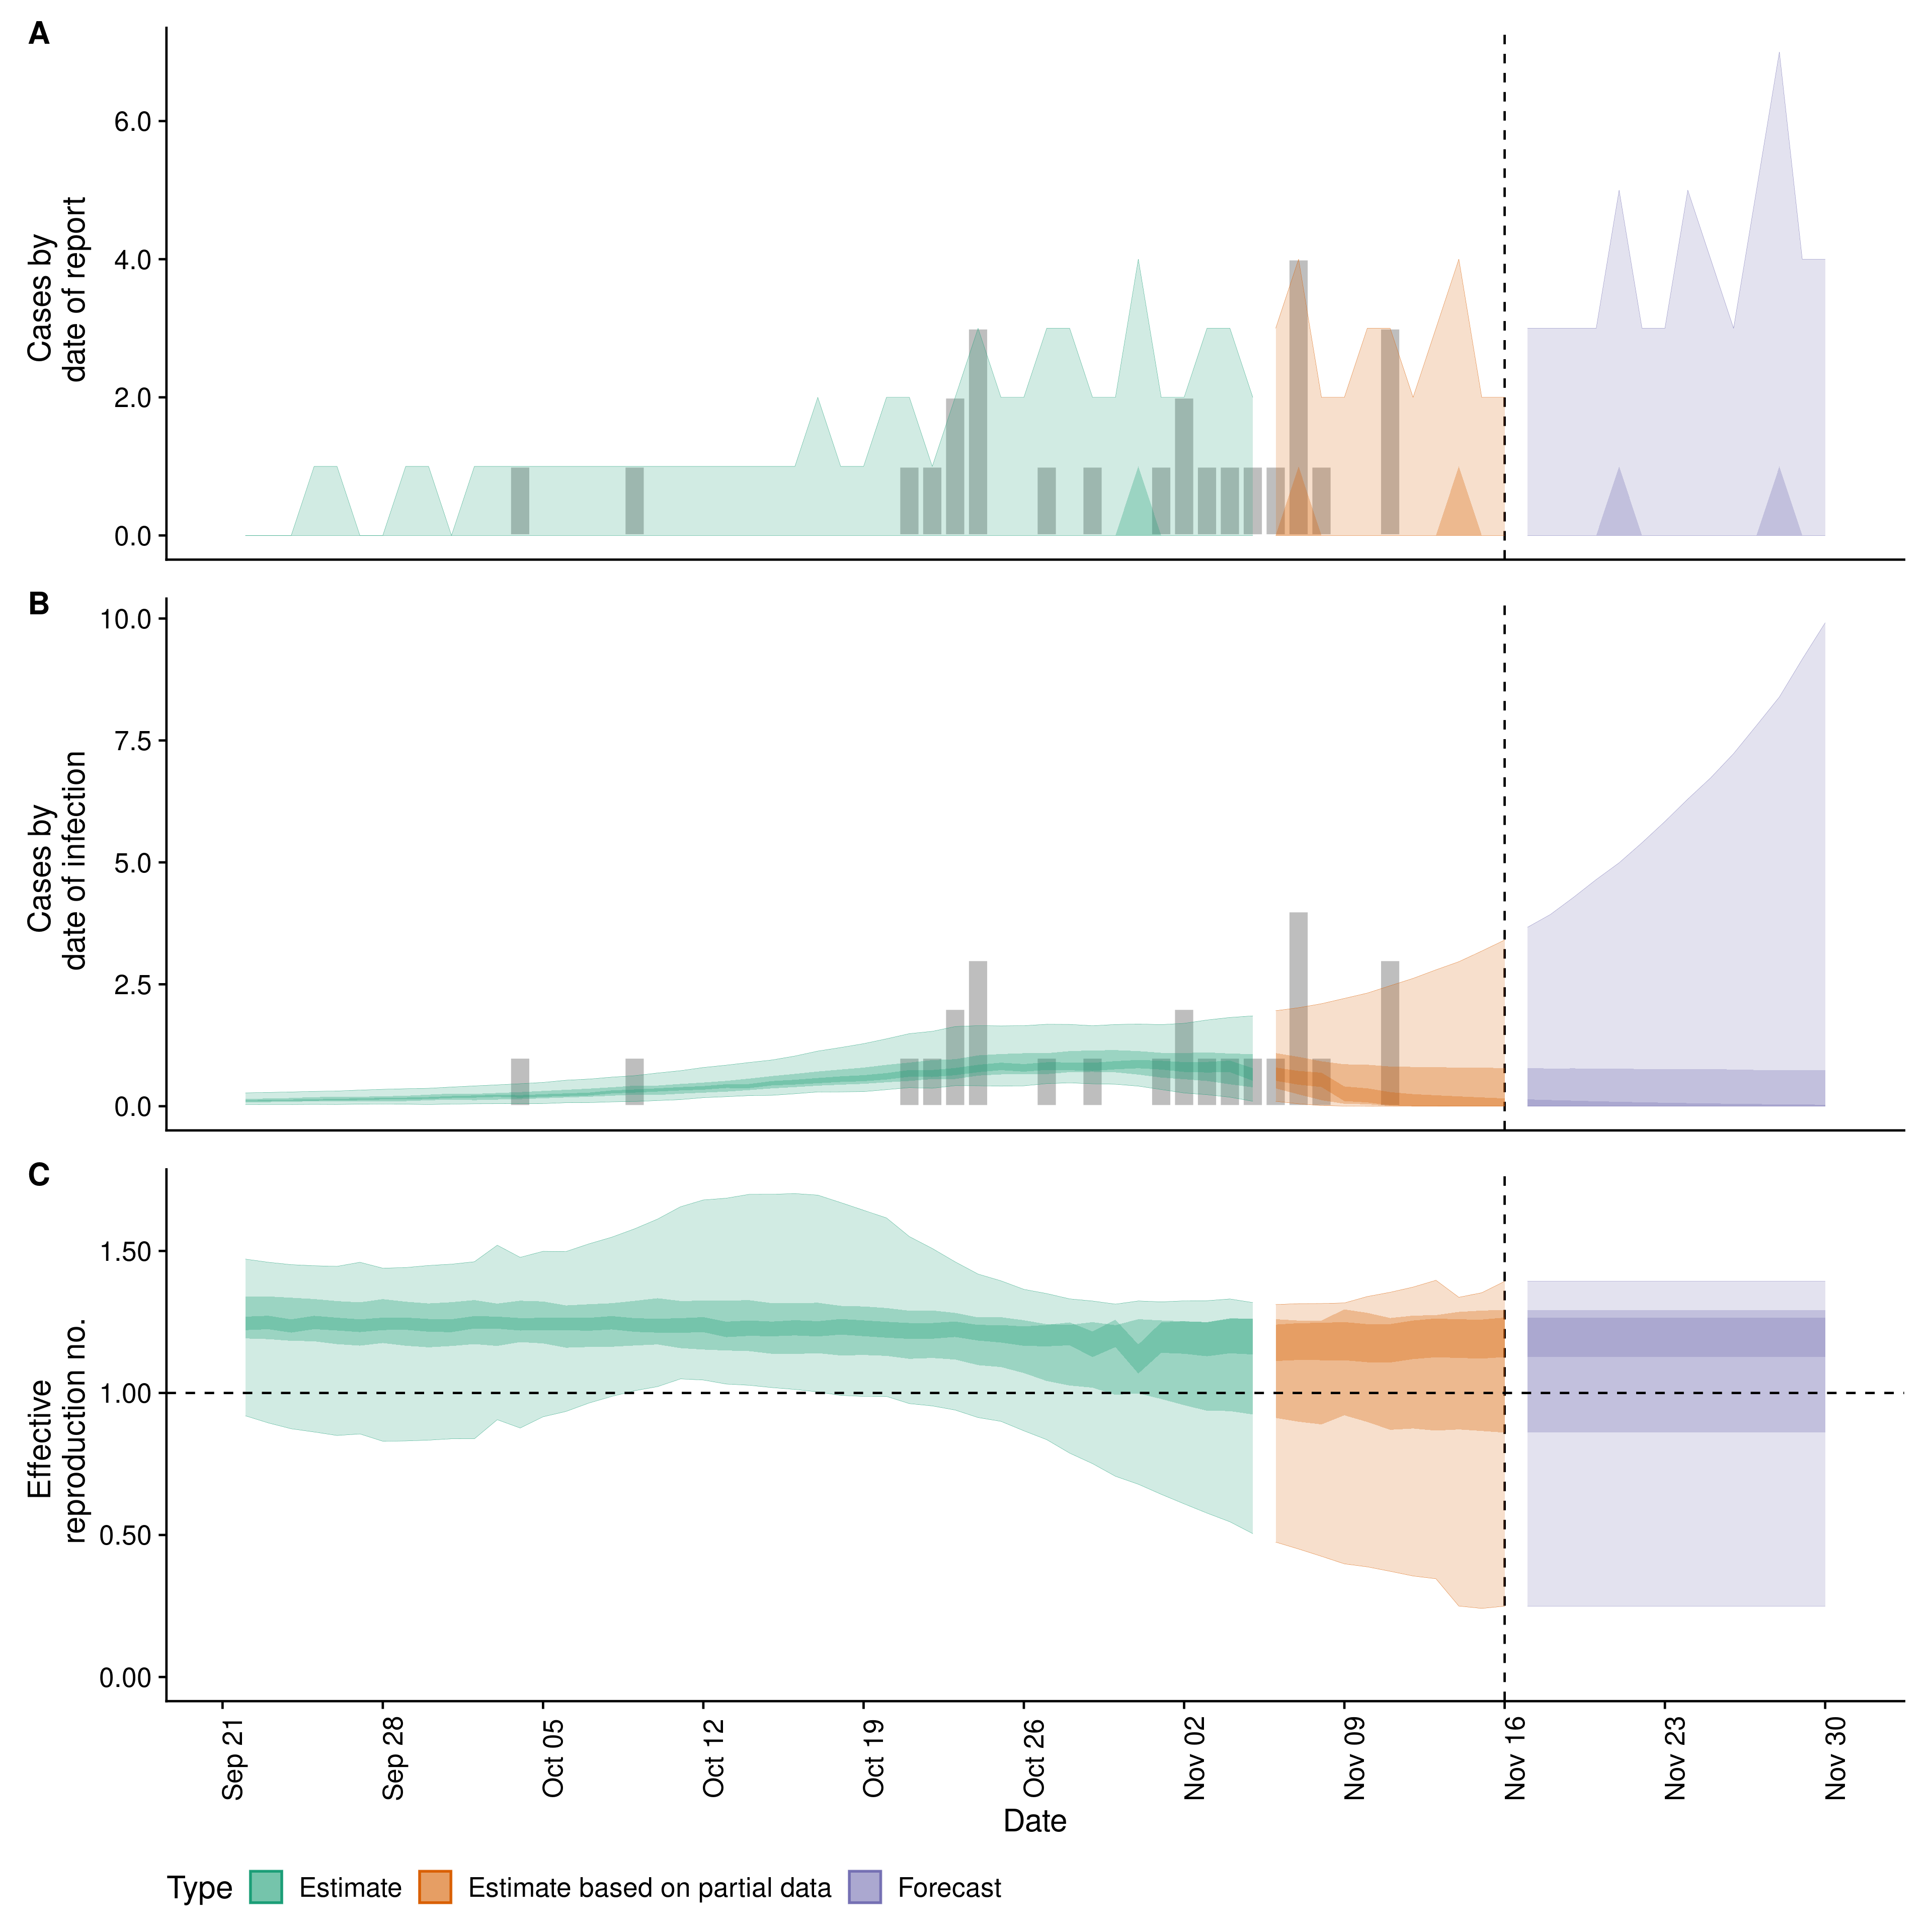 A
Cases by
date of report
6.0
4.0
2.0
0.0
B
Cases by
date of infection
10.0
7.5
5.0
2.5
0.0
C
Effective
reproduction no.
1.50
1.00
0.50
0.00
Sep 21
Sep 28
Oct 05
Oct 12
Oct 19
Oct 26
Nov 02
Nov 09
Nov 16
Nov 23
Nov 30
Date
Type Estimate Estimate based on partial data Forecast